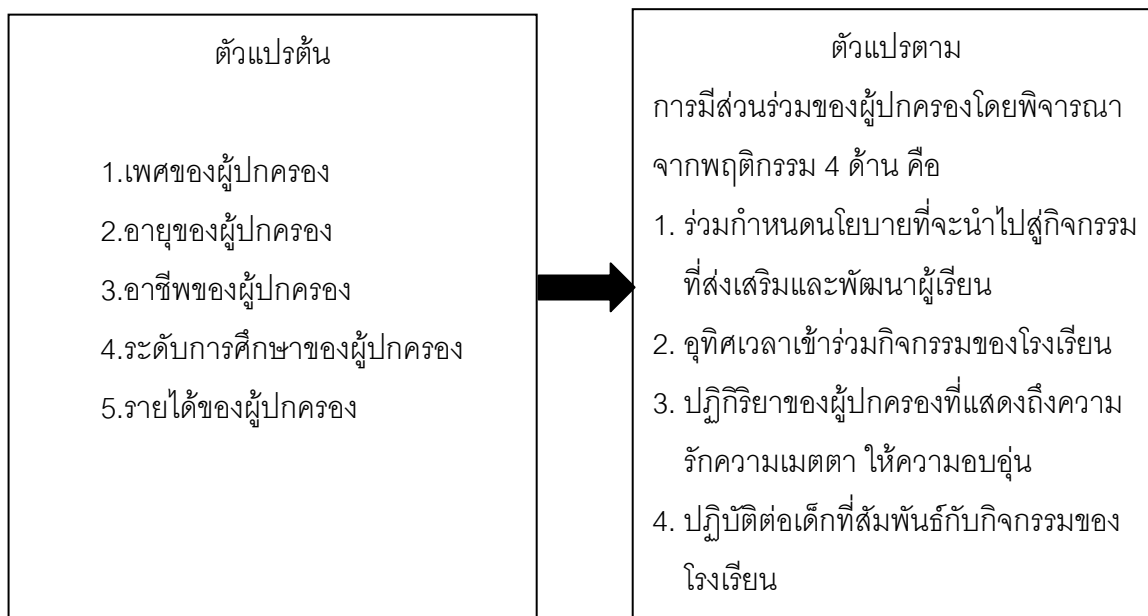 ตัวแปรต้น
1.เพศของผู้ปกครอง
2.อายุของผู้ปกครอง
3.อาชีพของผู้ปกครอง
4.ระดับการศึกษาของผู้ปกครอง
5.รายได้ของผู้ปกครอง
ตัวแปรตาม
การมีส่วนร่วมของผู้ปกครองโดยพิจารณา
จากพฤติกรรม 4 ด้าน คือ
1. ร่วมกำหนดนโยบายที่จะนำไปสู่กิจกรรม
ที่ส่งเสริมและพัฒนาผู้เรียน
2. อุทิศเวลาเข้าร่วมกิจกรรมของโรงเรียน
3. ปฏิกิริยาของผู้ปกครองที่แสดงถึงความ
รักความเมตตา ให้ความอบอุ่น
4. ปฏิบัติต่อเด็กที่สัมพันธ์กับกิจกรรมของ
โรงเรียน